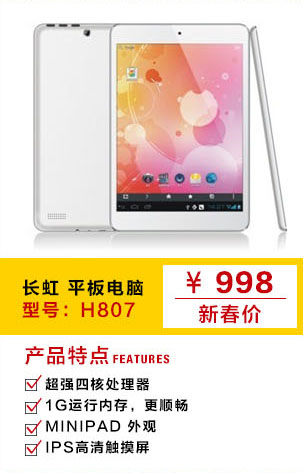 长虹 平板电脑
型号：H807
￥ 998
新春价
产品特点 FEATURES
超强四核处理器
1G运行内存，更顺畅
MINIPAD 外观
IPS高清触摸屏